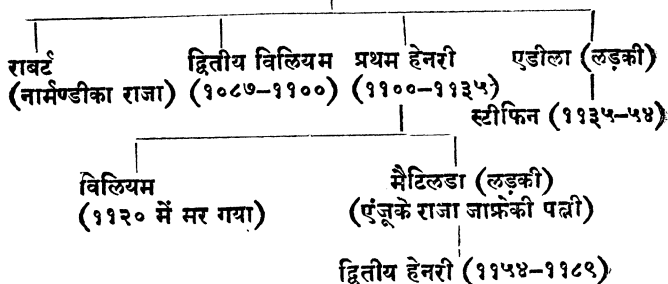 राबर्ट द्वितीय विलियम प्रथम हेनरी एडीला (लड़की)
(नार्मण्डीका राजा) (१०८७–११००) (११००–११३५)
स्टीफिन (११३५–५४)
विलियम मैटिलडा (लड़की)
(११२० में मर गया) (एंजूके राजा जाफ्रेकी पत्नी)
द्वितीय हेनरी (११५४–११८९)